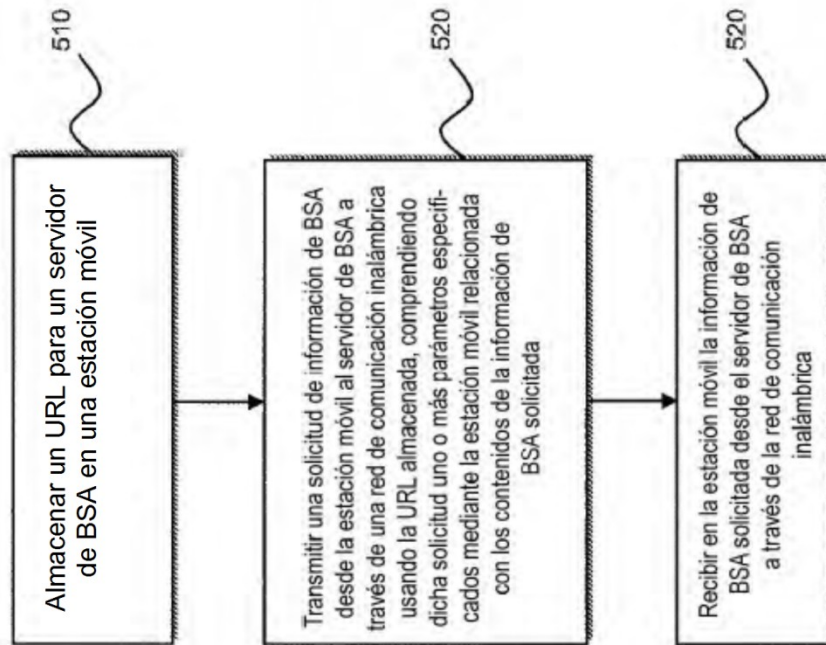 Almacenar un URL para un servidor
de BSA en una estación móvil
510
Transmitir una solicitud de información de BSA
desde la estación móvil al servidor de BSA a
través de una red de comunicación inalámbrica
usando la URL almacenada, comprendiendo
dicha solicitud uno o más parámetros especifi-
cados mediante la estación móvil relacionada
con los contenidos de la información de
BSA solicitada
520
Recibir en la estación móvil la información de
BSA solicitada desde el servidor de BSA
a través de la red de comunicación
inalámbrica
520